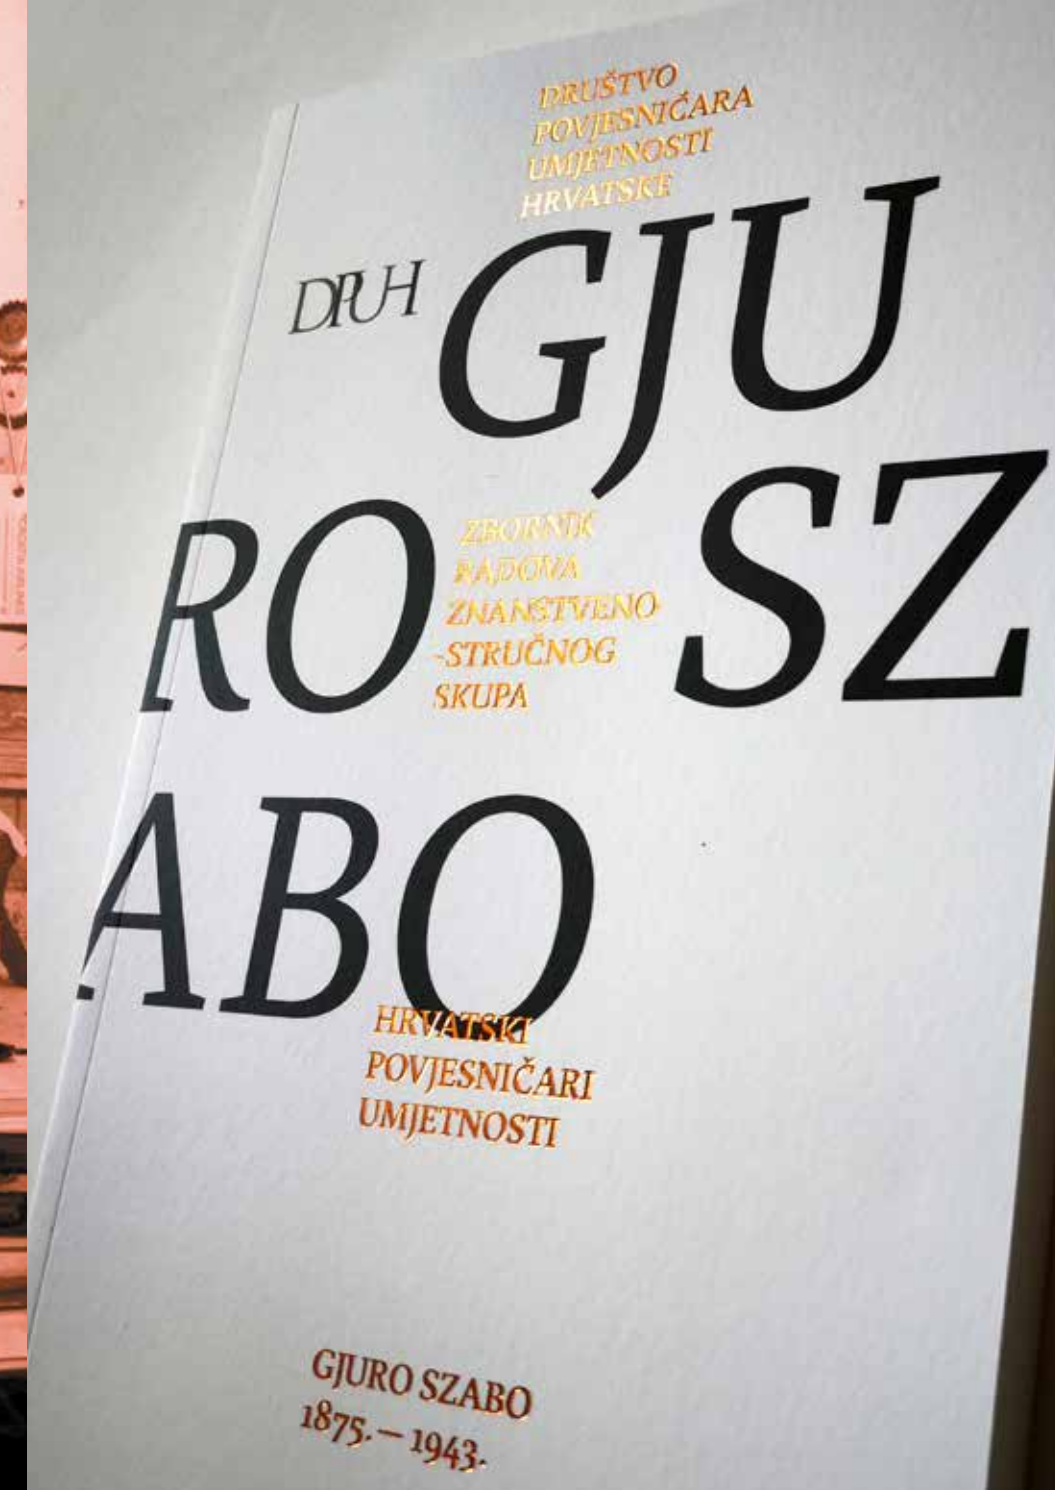 DRUŠTVO
POVJESNIČARA
UMJETNOSTI
HRVATSKE
DPUH
GJU
RO
ZBORNIK
RADOVA
ZNANSTVENO
-STRUČNOG
SKUPA
SZ
ABO
HRVATSKI
POVJESNIČARI
UMJETNOSTI
GJURO SZABO
1875.–1943.